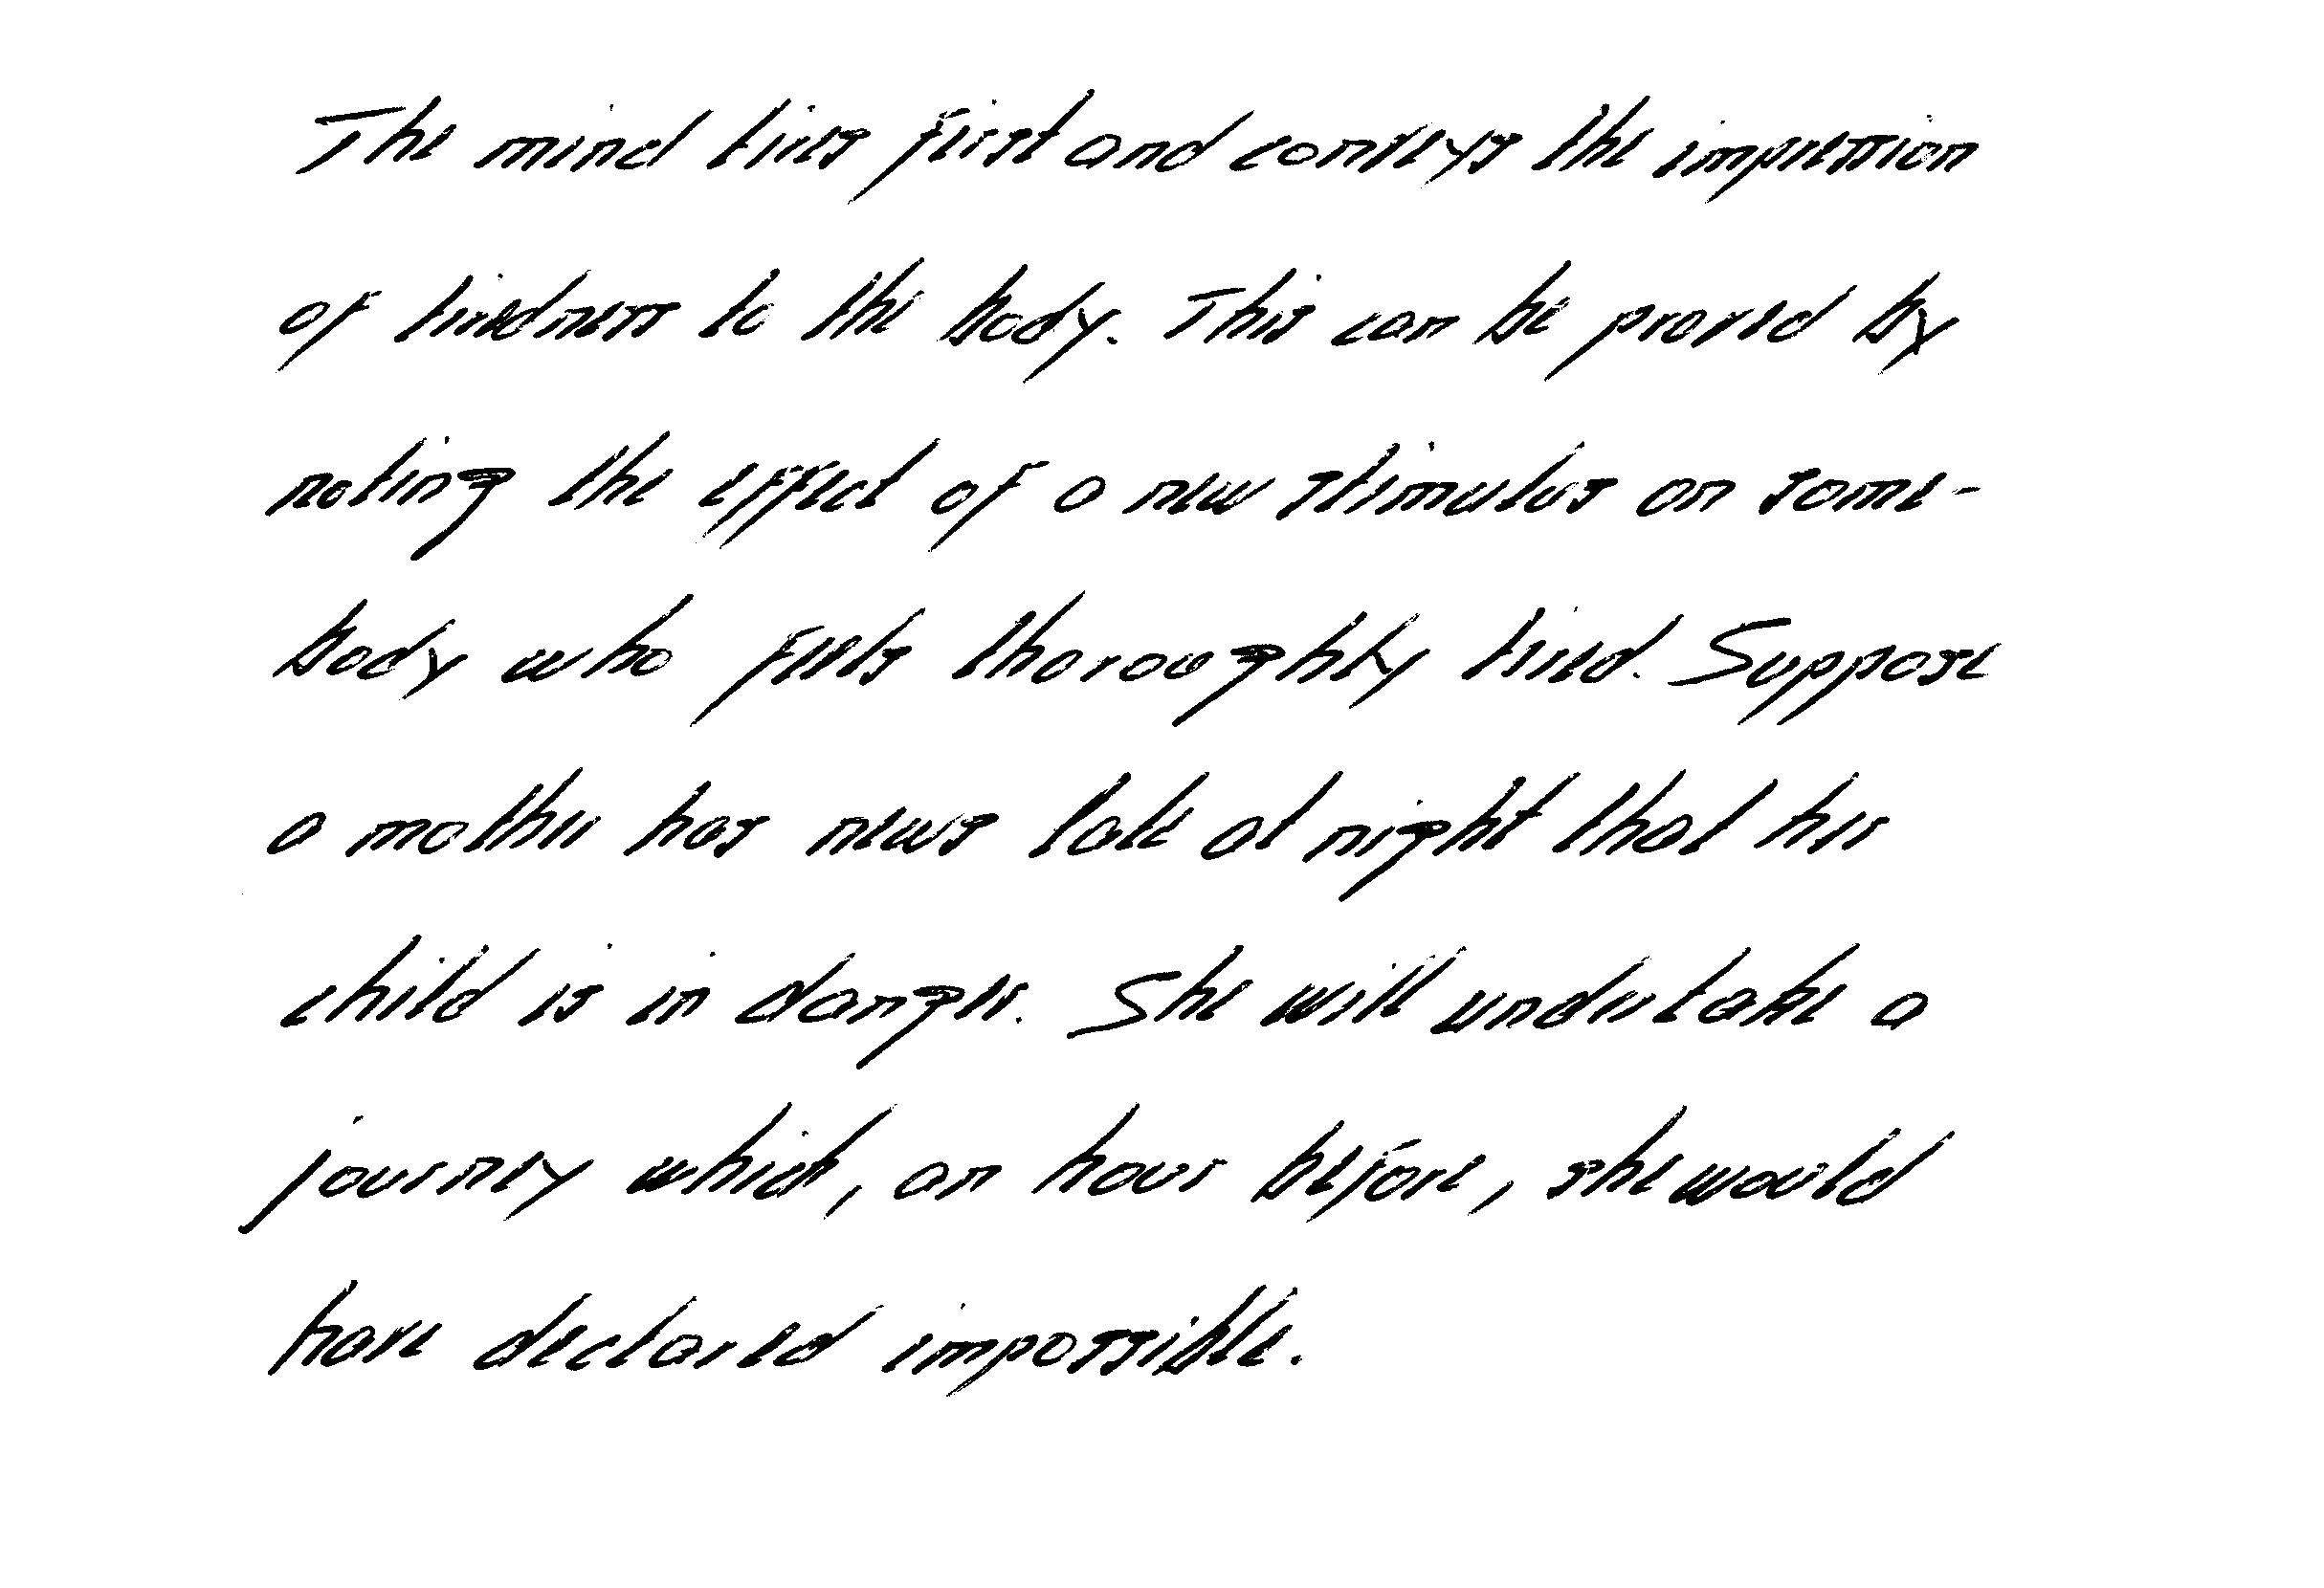 The mind tires first and conveys the impression
of tiredness to the body. This can be proved by
noting the effect of a new stimulus on some-
body who feels thoroughly tired. Suppose
a mother has news late at night that her
child is in danger. She will undertake a
journey which, an hour before, she would
have declared impossible.